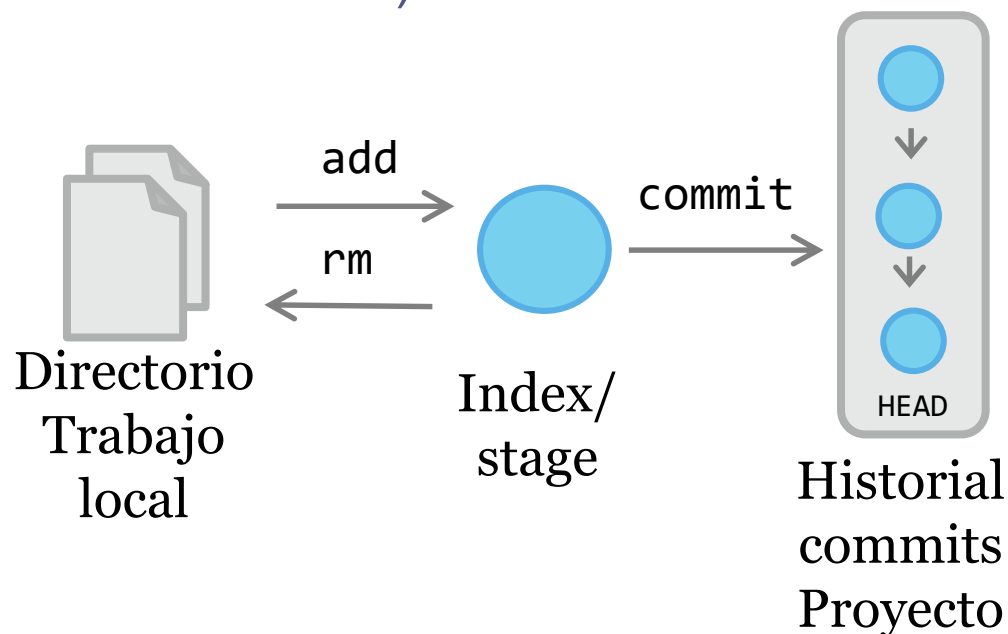 add
commit
rm
Directorio
Trabajo
local
Index/
stage
HEAD
Historial
commits
Proyecto